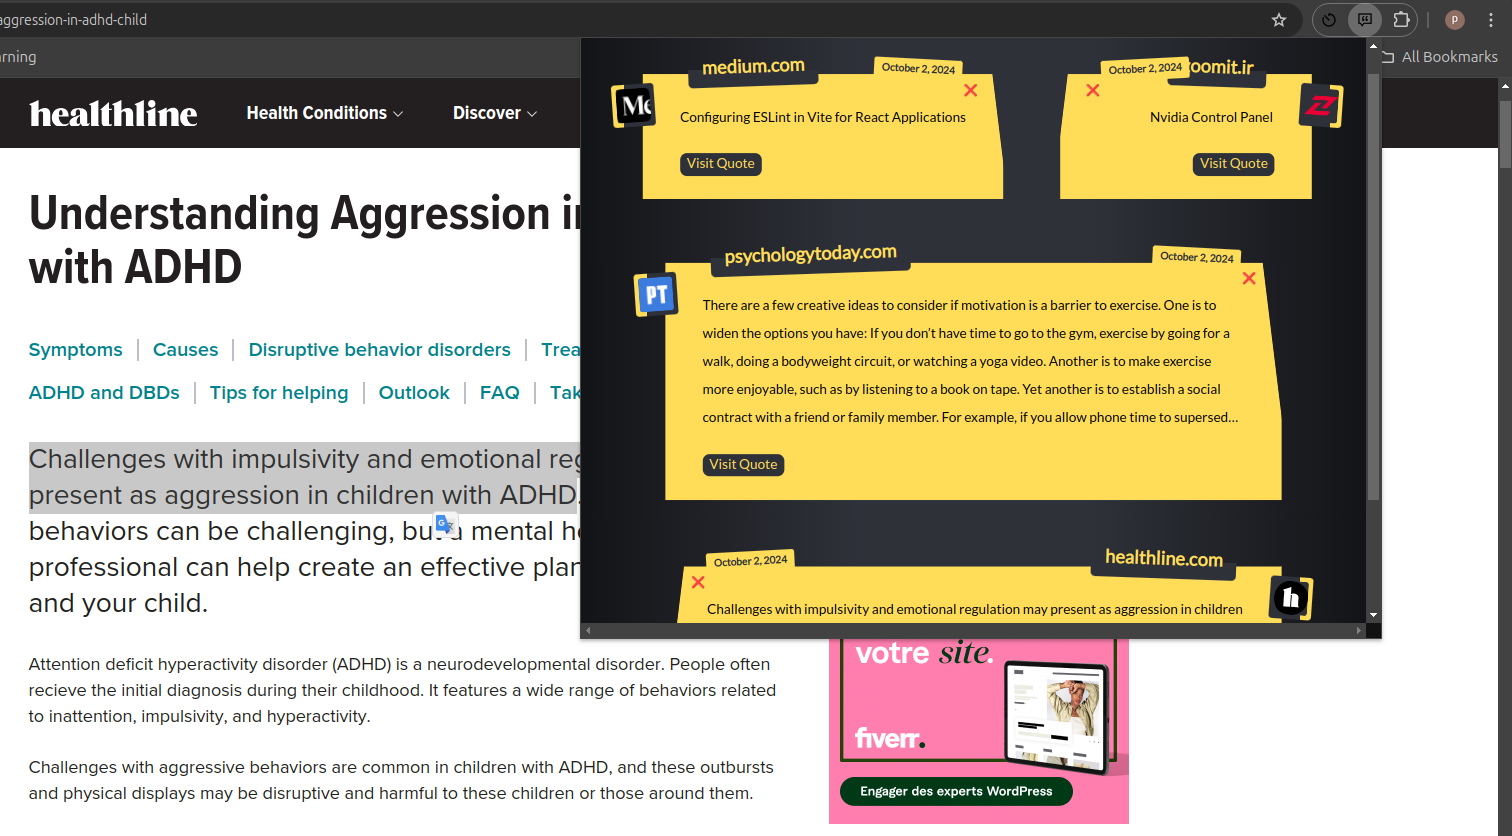 aggression-in-adhd-child
P
rning
All Bookmarks
healthline
Health Conditions
Discover
Understanding Aggression in
with ADHD
Symptoms
Causes
Disruptive behavior disorders
ADHD and DBDs
Tips for helping
Outlook
FAQ
Challenges with impulsivity and emotional reg
present as aggression in children with ADHD.
behaviors can be challenging, but a mental he
professional can help create an effective plan
and your child.
Attention deficit hyperactivity disorder (ADHD) is a neurodevelopmental disorder. People often
recieve the initial diagnosis during their childhood. It features a wide range of behaviors related
to inattention, impulsivity, and hyperactivity.
Challenges with aggressive behaviors are common in children with ADHD, and these outbursts
and physical displays may be disruptive and harmful to these children or those around them.
medium.com
October 2, 2024
Me
Configuring ESLint in Vite for React Applications
Visit Quote
October 2, 2024
oomit.ir
Nvidia Control Panel
Visit Quote
psychologytoday.com
October 2, 2024
PT
There are a few creative ideas to consider if motivation is a barrier to exercise. One is to
widen the options you have: If you don't have time to go to the gym, exercise by going for a
walk, doing a bodyweight circuit, or watching a yoga video. Another is to make exercise
more enjoyable, such as by listening to a book on tape. Yet another is to establish a social
contract with a friend or family member. For example, if you allow phone time to supersed...
Visit Quote
October 2, 2024
healthline.com
h
Challenges with impulsivity and emotional regulation may present as aggression in children
votre site.
fiverr.
Engager des experts WordPress